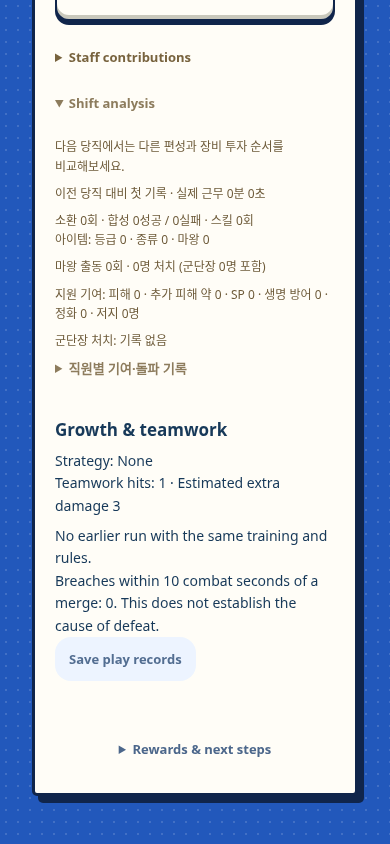 ▶ Staff contributions
▼ Shift analysis
다음 당직에서는 다른 편성과 장비 투자 순서를
비교해보세요.
이전 당직 대비 첫 기록 · 실제 근무 0분 0초
소환 0회 · 합성 0성공 / 0실패 · 스킬 0회
아이템: 등급 0 · 종류 0 · 마왕 0
마왕 출동 0회 · 0명 처치 (군단장 0명 포함)
지원 기여: 피해 0 · 추가 피해 약 0 · SP 0 · 생명 방어 0 ·
정화 0 · 저지 0명
군단장 처치: 기록 없음
▶ 직원별 기여·돌파 기록
Growth & teamwork
Strategy: None
Teamwork hits: 1 · Estimated extra
damage 3
No earlier run with the same training and
rules.
Breaches within 10 combat seconds of a
merge: 0. This does not establish the
cause of defeat.
Save play records
▶ Rewards & next steps